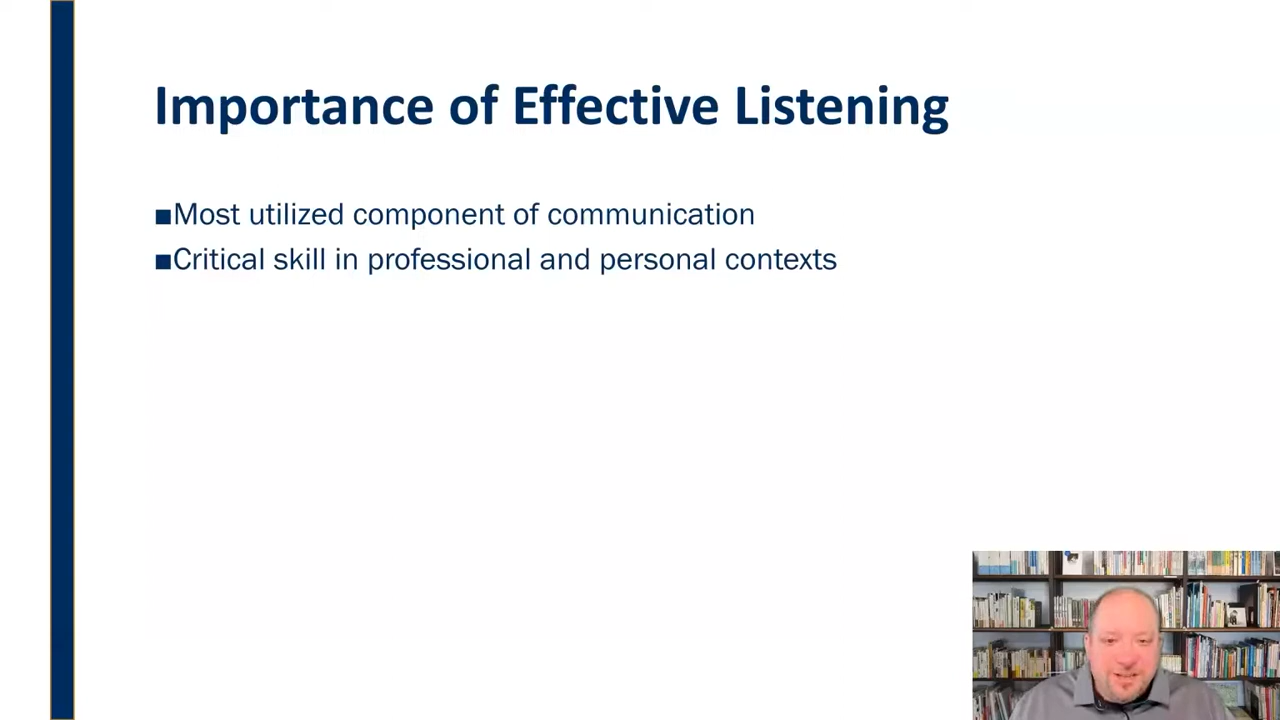 Importance of Effective Listening
■Most utilized component of communication
■Critical skill in professional and personal contexts